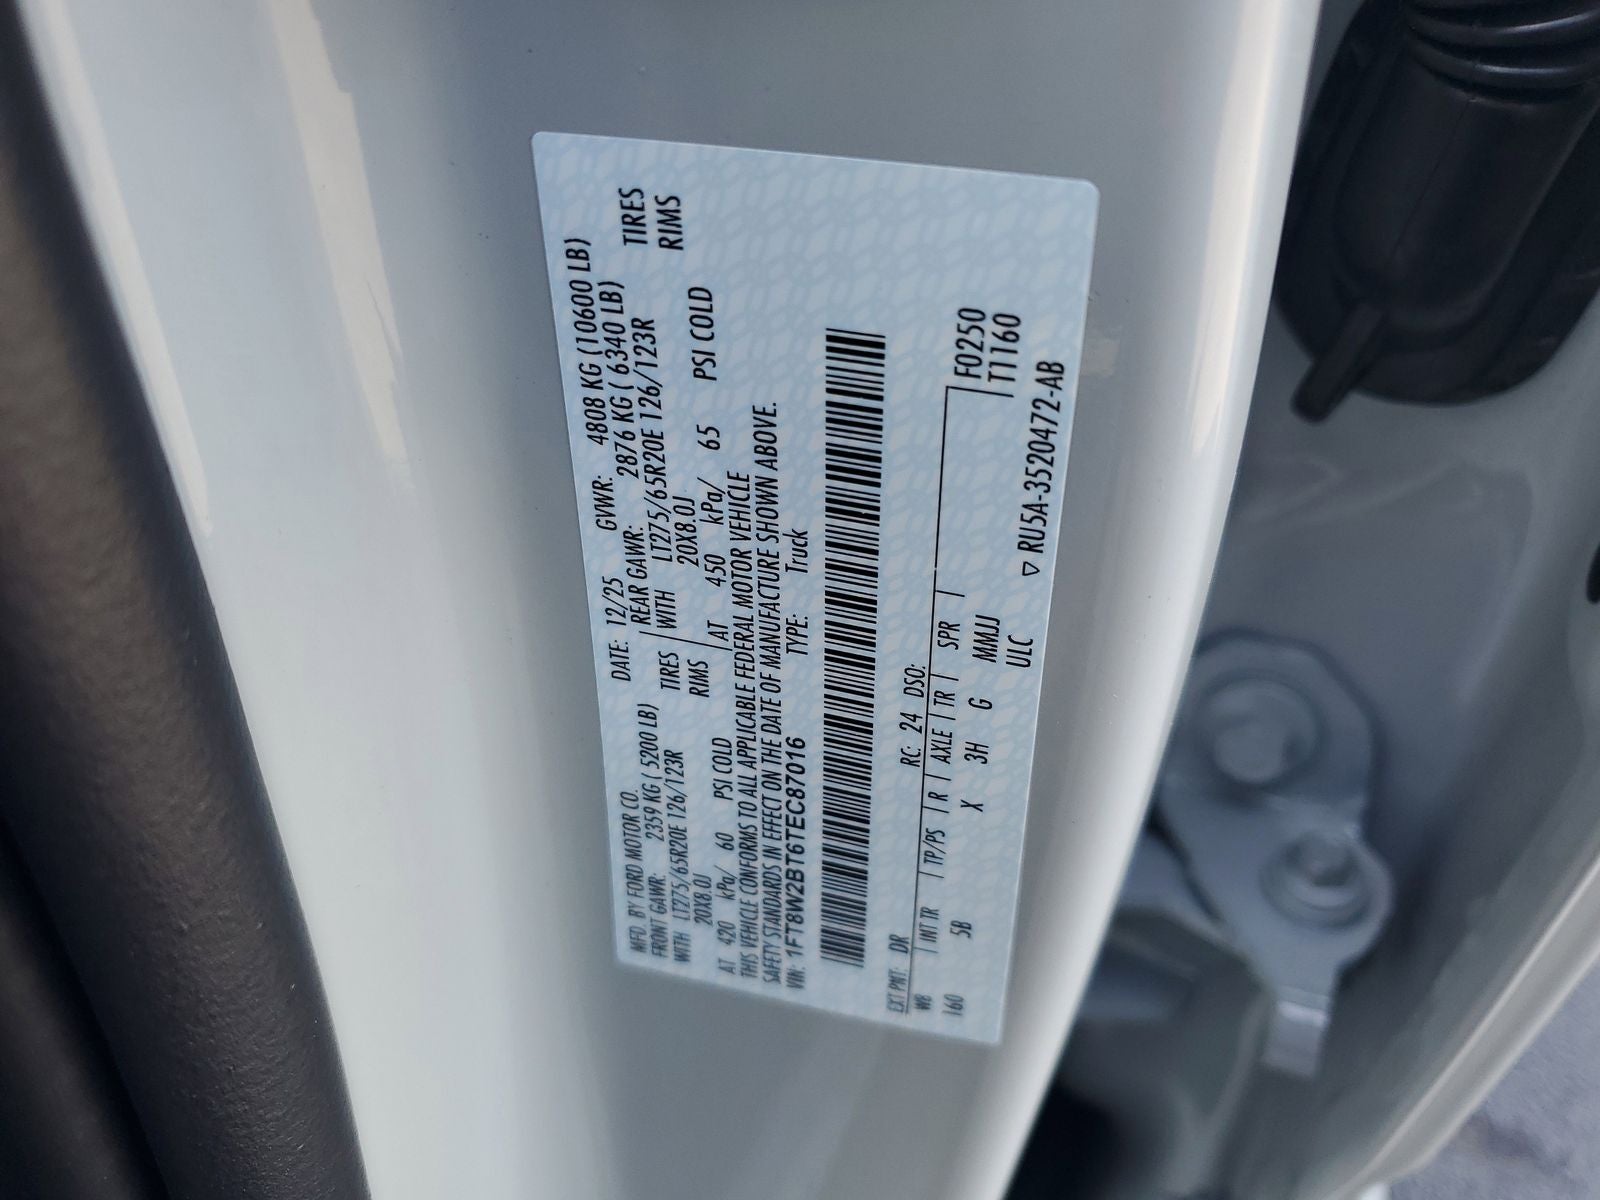 MFD. BY FORD MOTOR CO.
DATE: 12/25 GVWR: 4808 KG (10600 LB)
FRONT GAWR: 2359 KG ( 5200 LB) REAR GAWR: 2876 KG ( 6340 LB)
WITH LT275/65R20E 126/123R TIRES WITH LT275/65R20E 126/123R TIRES
20X8.0J RIMS 20X8.0J RIMS
AT 420 kPa/ 60 PSI COLD AT 450 kPa/ 65 PSI COLD
THIS VEHICLE CONFORMS TO ALL APPLICABLE FEDERAL MOTOR VEHICLE
SAFETY STANDARDS IN EFFECT ON THE DATE OF MANUFACTURE SHOWN ABOVE.
VIN: 1FT8W2BT6TEC87016 TYPE: Truck
EXT PNT: DR RC: 24 DSO: F0250
WB INT TR TP/PS R AXLE TR SPR T1160
160 5B X 3H G MMJJ
ULC ▽ RU5A-3520472-AB